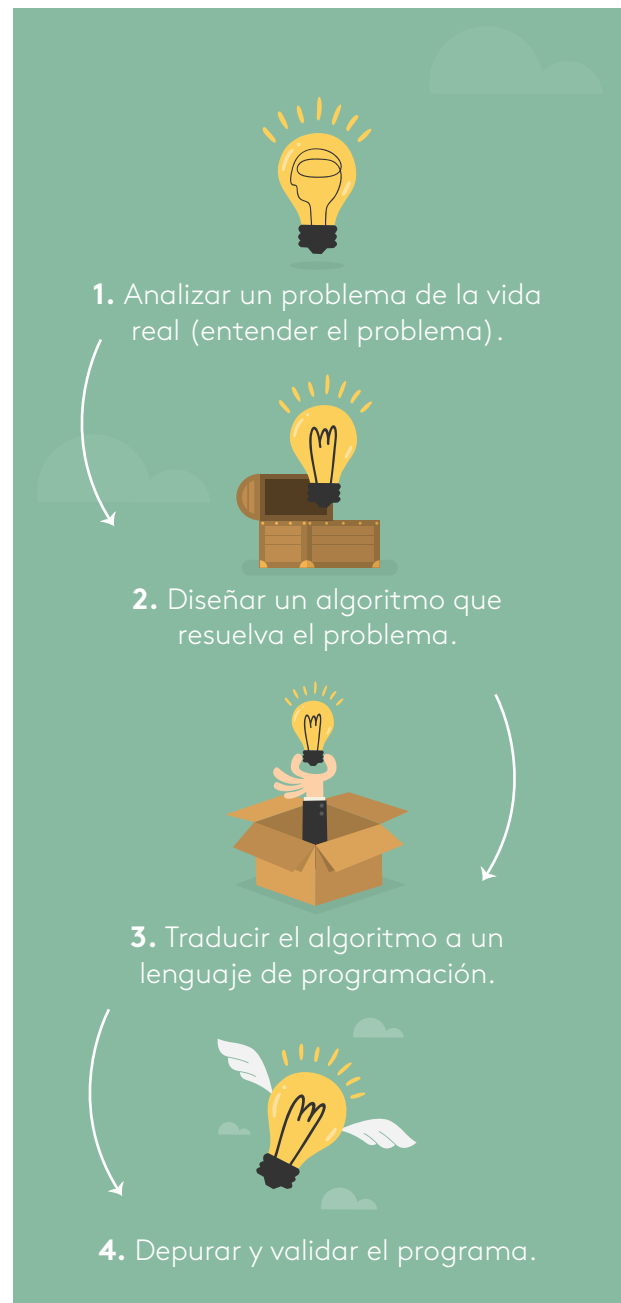 1. Analizar un problema de la vida
real (entender el problema).
2. Diseñar un algoritmo que
resuelva el problema.
3. Traducir el algoritmo a un
lenguaje de programación.
4. Depurar y validar el programa.